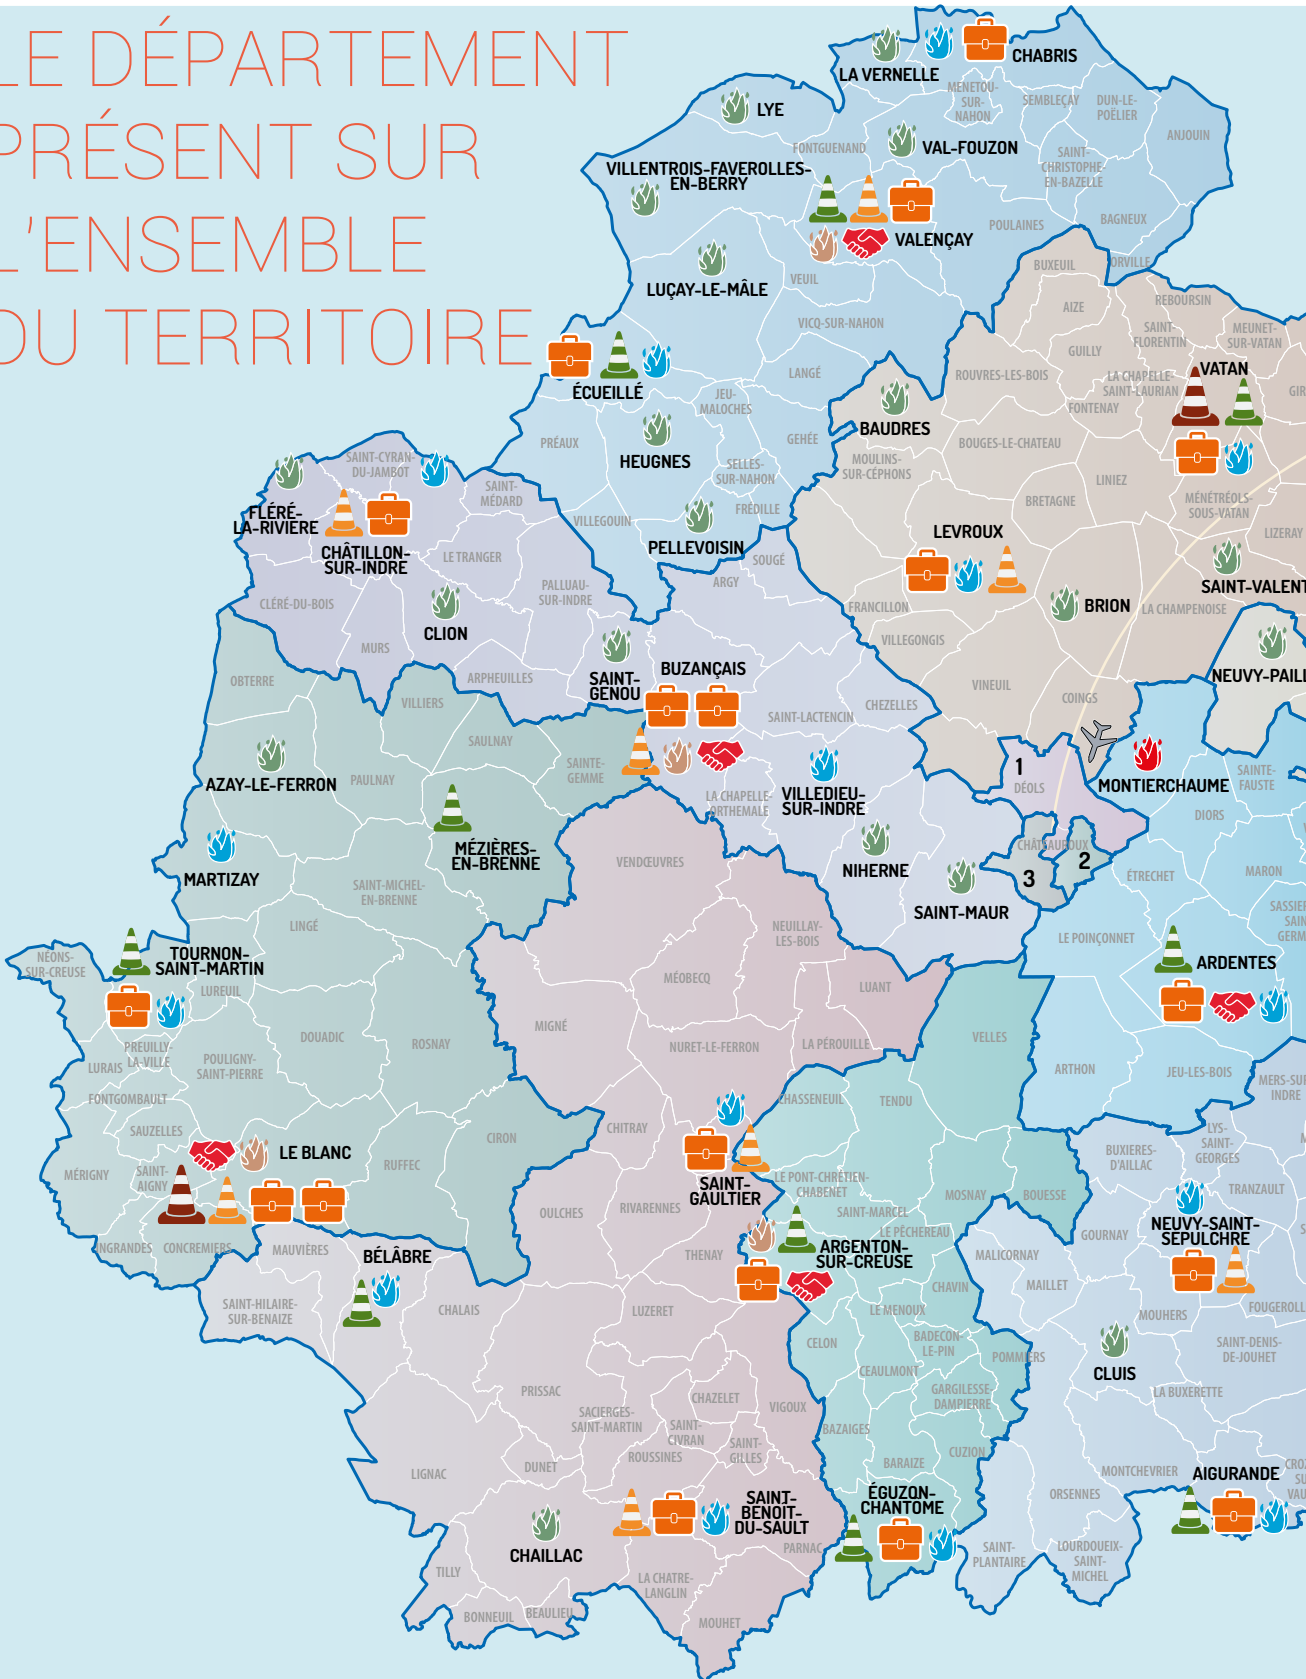 LE DÉPARTEMENT
PRÉSENT SUR
L'ENSEMBLE
DU TERRITOIRE
CHABRIS
LA VERNELLE
MENETOU-
SUR-
NAHON
SEMBLEÇAY
DUN-LE-
POËLIER
ANJOUIN
LYE
FONTGUENAND
VAL-FOUZON
SAINT-
CHRISTOPHE-
EN-BAZELLE
VILLENTROIS-FAVEROLLES-
EN-BERRY
BAGNEUX
POULAINES
VALENÇAY
ORVILLE
BUXEUIL
LUÇAY-LE-MÂLE
VEUIL
AIZE
REBOURSIN
VICQ-SUR-NAHON
SAINT-
FLORENTIN
MEUNET-
SUR-VATAN
GUILLY
VATAN
LANGÉ
ROUVRES-LES-BOIS
LA CHAPELLE-
SAINT-LAURIAN
GIR
ÉCUEILLÉ
JEU-
MALOCHES
FONTENAY
BAUDRES
PRÉAUX
GEHÉE
BOUGES-LE-CHATEAU
HEUGNES
MOULINS-
SUR-CÉPHONS
SELLES-
SUR-NAHON
LINIEZ
SAINT-CYRAN-
DU-JAMBOT
SAINT-
MÉDARD
BRETAGNE
MÉNÉTRÉOLS-
SOUS-VATAN
FRÉDILLE
FLÉRÉ-
LA-RIVIÈRE
VILLEGOUIN
LEVROUX
LIZERAY
PELLEVOISIN
CHÂTILLON-
SUR-INDRE
LE TRANGER
SOUGÉ
ARGY
SAINT-VALENT
PALLUAU-
SUR-INDRE
CLÉRÉ-DU-BOIS
FRANCILLON
BRION
LA CHAMPENOISE
CLION
VILLEGONGIS
MURS
BUZANÇAIS
NEUVY-PAILL
SAINT-
GENOU
ARPHEUILLES
OBTERRE
VINEUIL
VILLIERS
COINGS
CHEZELLES
SAINT-LACTENCIN
SAULNAY
SAINTE-
GEMME
1
DÉOLS
MONTIERCHAUME
SAINTE-
FAUSTE
AZAY-LE-FERRON
PAULNAY
VILLEDIEU-
SUR-INDRE
LA CHAPELLE-
ORTHEMALE
DIORS
MÉZIÈRES-
EN-BRENNE
CHÂTEAUROUX
2
VENDŒUVRES
NIHERNE
3
ÉTRECHET
MARON
MARTIZAY
SAINT-MICHEL-
EN-BRENNE
SAINT-MAUR
SASSIER
SAIN
GERM
LINGÉ
NEUILLAY-
LES-BOIS
LE POINÇONNET
TOURNON-
SAINT-MARTIN
NÉONS-
SUR-CREUSE
ARDENTES
MÉOBECQ
LUANT
LUREUIL
MIGNÉ
DOUADIC
ROSNAY
NURET-LE-FERRON
LA PÉROUILLE
VELLES
PREUILLY-
LA-VILLE
LURAIS
POULIGNY-
SAINT-PIERRE
ARTHON
JEU-LES-BOIS
MERS-SUR
INDRE
FONTGOMBAULT
CHASSENEUIL
TENDU
SAUZELLES
CHITRAY
CIRON
LYS-
SAINT-
GEORGES
BUXIERES-
D'AILLAC
LE BLANC
RUFFEC
MÉRIGNY
SAINT-
AIGNY
SAINT-
GAULTIER
LE PONT-CHRÉTIEN-
CHABENET
MOSNAY
BOUESSE
TRANZAULT
OULCHES
RIVARENNES
SAINT-MARCEL
LE PÊCHEREAU
NEUVY-SAINT-
SÉPULCHRE
GOURNAY
INGRANDES
CONCREMIERS
MAUVIÈRES
BÉLÂBRE
THENAY
ARGENTON-
SUR-CREUSE
MALICORNAY
MAILLET
CHAVIN
SAINT-HILAIRE-
SUR-BENAIZE
CHALAIS
LUZERET
LE MENOUX
MOUHERS
FOUGEROLL
CELON
BADECON-
LE-PIN
POMMIERS
SAINT-DENIS-
DE-JOUHET
CEAULMONT
CLUIS
PRISSAC
CHAZELET
GARGILESSE-
DAMPIERRE
LA BUXERETTE
SACIERGES-
SAINT-MARTIN
VIGOUX
SAINT-
CIVRAN
BAZAIGES
SAINT-
GILLES
CUZION
ROUSSINES
DUNET
BARAIZE
LIGNAC
MONTCHEVRIER
AIGURANDE
CROZ
SU
VAU
ÉGUZON-
CHANTÔME
ORSENNES
SAINT-
BENOÎT-
DU-SAULT
CHAILLAC
PARNAC
SAINT-
PLANTAIRE
LOURDOUEIX-
SAINT-
MICHEL
TILLY
LA CHATRE-
LANGLIN
BONNEUIL
BEAULIEU
MOUHET